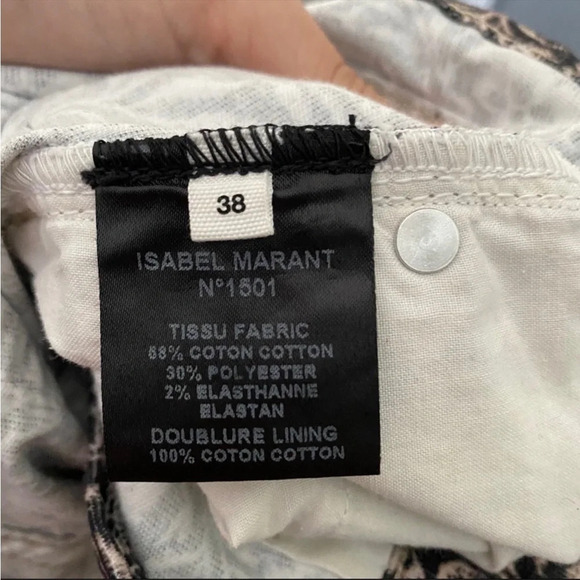 38
ISABEL MARANT
N°1501
TISSU FABRIC
68% COTON COTTON
30% POLYESTER
2% ELASTHANNE
ELASTAN
DOUBLURE LINING
100% COTON COTTON